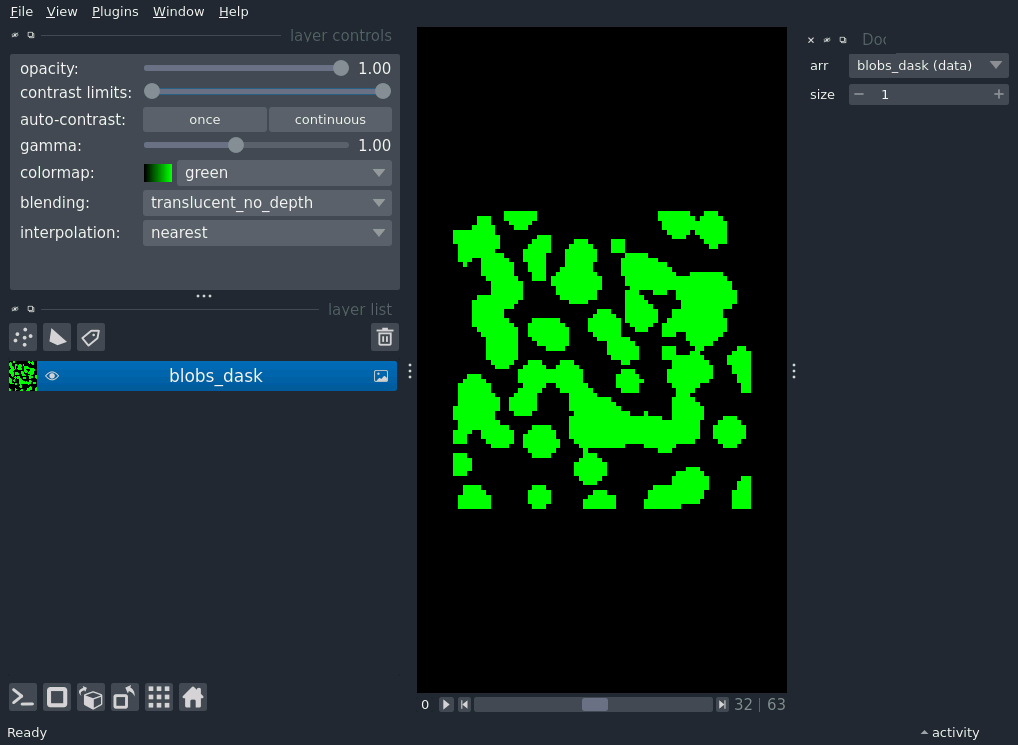 File View Plugins Window Help
layer controls
opacity: 1.00
contrast limits:
auto-contrast: once continuous
gamma: 1.00
colormap: green
blending: translucent_no_depth
interpolation: nearest
layer list
blobs_dask
0 32 | 63
arr blobs_dask (data)
size 1
Ready
activity